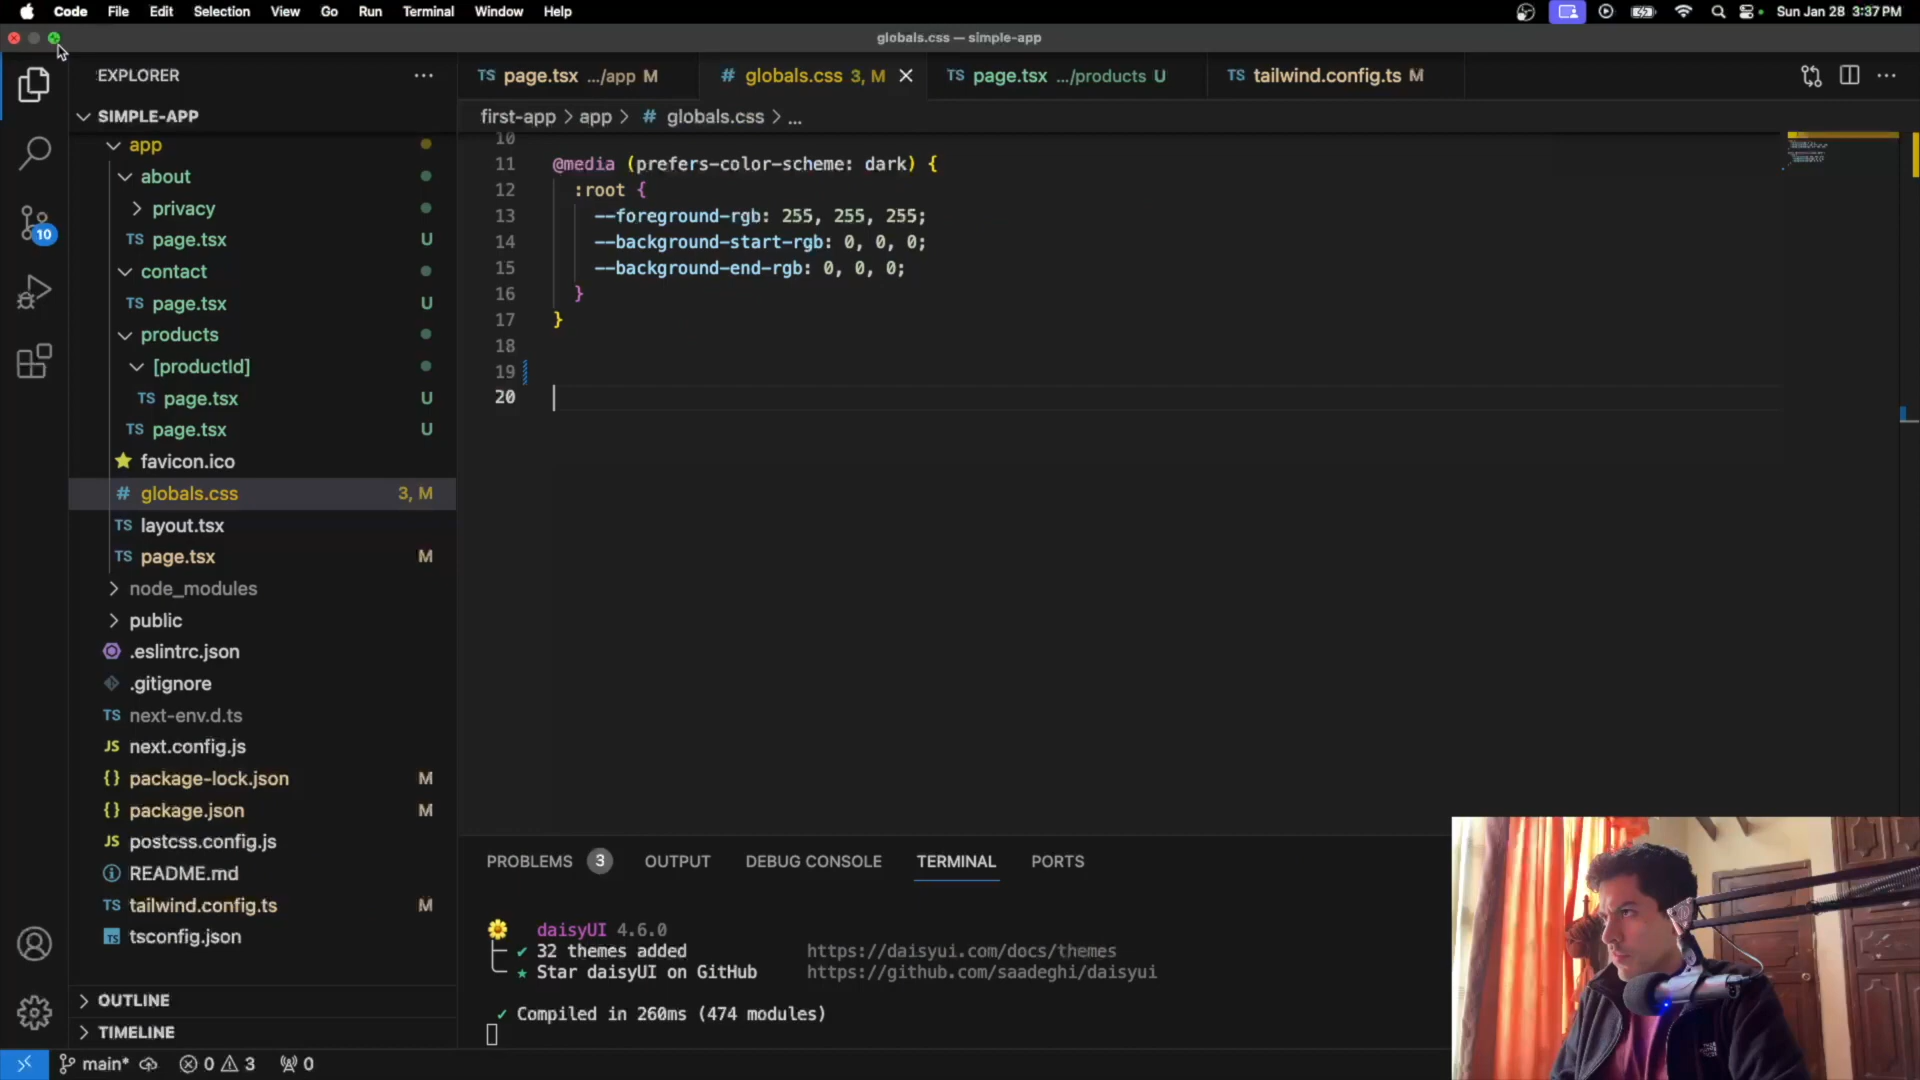 Code File Edit Selection View Go Run Terminal Window Help Sun Jan 28 3:37 PM
globals.css — simple-app
EXPLORER
SIMPLE-APP
app
about
privacy
TS page.tsx U
contact
TS page.tsx U
products
[productId]
TS page.tsx U
TS page.tsx U
favicon.ico
# globals.css 3, M
TS layout.tsx
TS page.tsx M
node_modules
public
.eslintrc.json
.gitignore
TS next-env.d.ts
JS next.config.js
{} package-lock.json M
{} package.json M
JS postcss.config.js
README.md
TS tailwind.config.ts M
TS tsconfig.json
OUTLINE
TIMELINE
10
TS page.tsx .../app M # globals.css 3, M TS page.tsx .../products U TS tailwind.config.ts M
first-app > app > # globals.css > ...
10
11 @media (prefers-color-scheme: dark) {
12 :root {
13 --foreground-rgb: 255, 255, 255;
14 --background-start-rgb: 0, 0, 0;
15 --background-end-rgb: 0, 0, 0;
16 }
17 }
18
19
20
PROBLEMS 3 OUTPUT DEBUG CONSOLE TERMINAL PORTS
daisyUI 4.6.0
✔ 32 themes added https://daisyui.com/docs/themes
★ Star daisyUI on GitHub https://github.com/saadeghi/daisyui
✓ Compiled in 260ms (474 modules)
main* 0 3 0